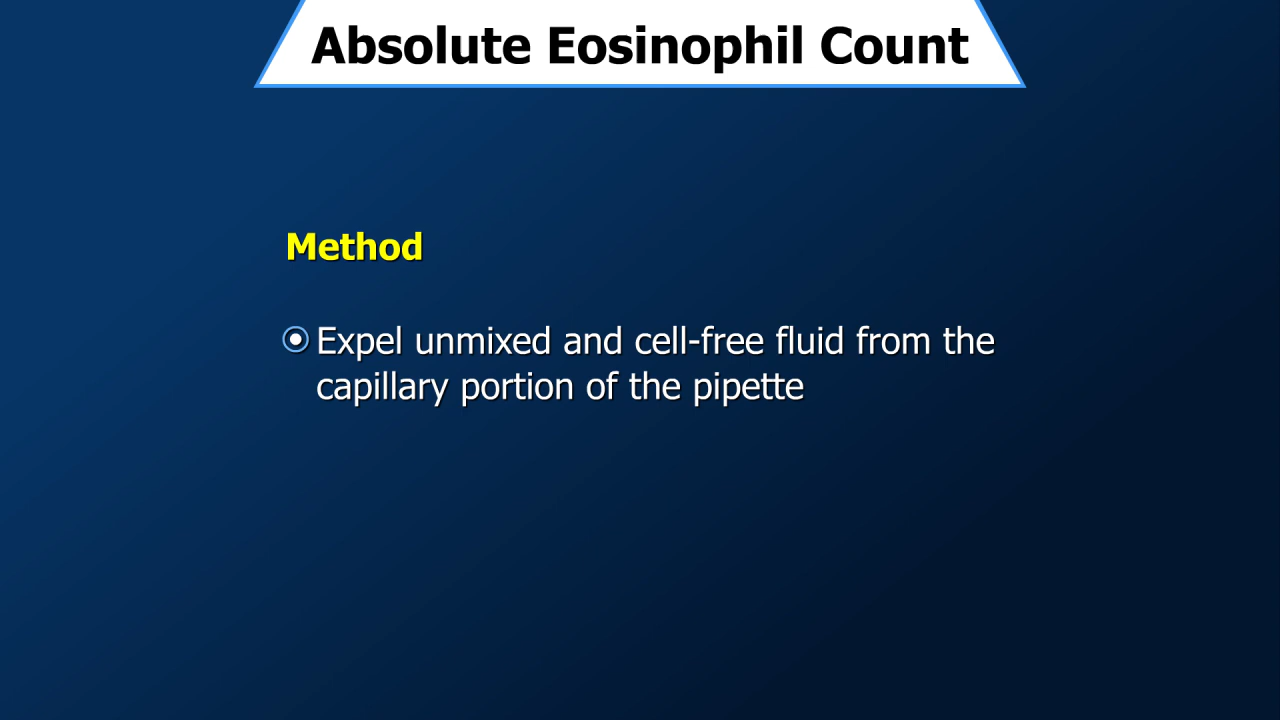 Absolute Eosinophil Count
Method
Expel unmixed and cell-free fluid from the
capillary portion of the pipette